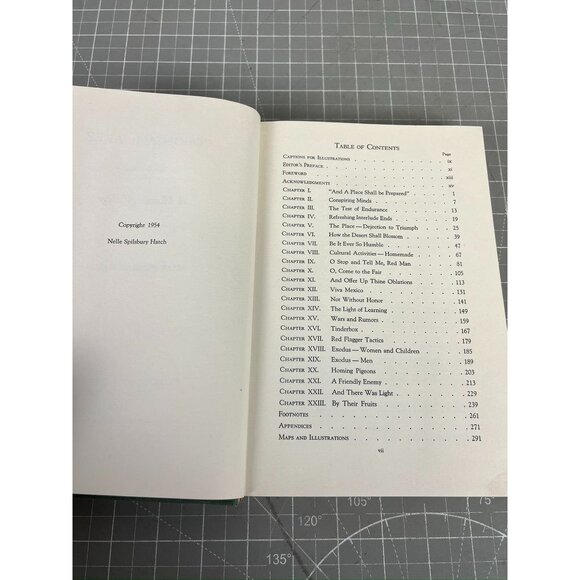 Copyright 1954
Nelle Spilsbury Hatch
TABLE OF CONTENTS
Page
CAPTIONS FOR ILLUSTRATIONS ix
EDITOR'S PREFACE xi
FOREWORD xiii
ACKNOWLEDGMENTS xv
CHAPTER I. "And A Place Shall be Prepared" 1
CHAPTER II. Conspiring Minds 7
CHAPTER III. The Test of Endurance 13
CHAPTER IV. Refreshing Interlude Ends 19
CHAPTER V. The Place—Dejection to Triumph 25
CHAPTER VI. How the Desert Shall Blossom 39
CHAPTER VII. Be It Ever So Humble 47
CHAPTER VIII. Cultural Activities—Homemade 67
CHAPTER IX. O Stop and Tell Me, Red Man 81
CHAPTER X. O, Come to the Fair 105
CHAPTER XI. And Offer Up Thine Oblations 113
CHAPTER XII. Viva Mexico 131
CHAPTER XIII. Not Without Honor 141
CHAPTER XIV. The Light of Learning 149
CHAPTER XV. Wars and Rumors 159
CHAPTER XVI. Tinderbox 167
CHAPTER XVII. Red Flagger Tactics 179
CHAPTER XVIII. Exodus—Women and Children 185
CHAPTER XIX. Exodus—Men 189
CHAPTER XX. Homing Pigeons 203
CHAPTER XXI. A Friendly Enemy 213
CHAPTER XXII. And There Was Light 229
CHAPTER XXIII. By Their Fruits 239
FOOTNOTES 261
APPENDICES 271
MAPS AND ILLUSTRATIONS 291
vii
105°
120°
135°